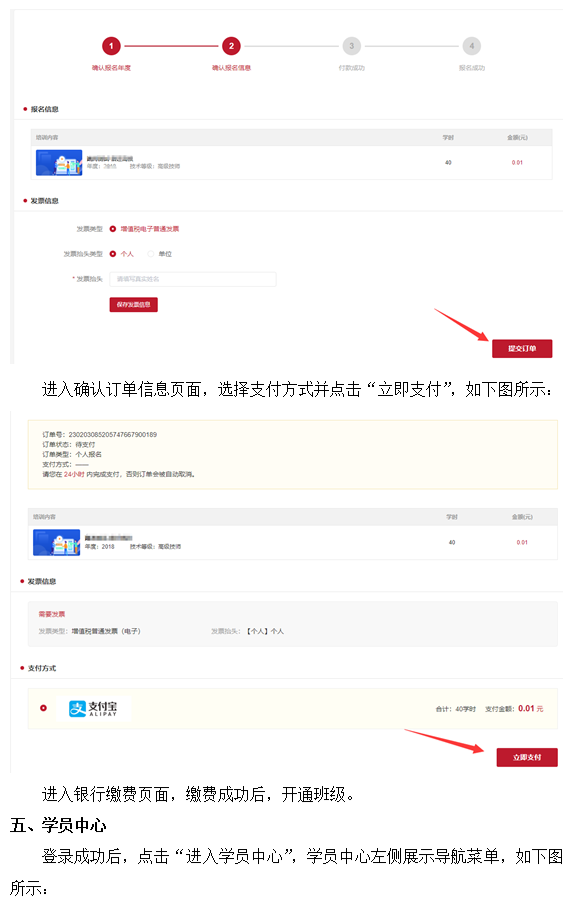 1 2 3 4
确认报名年度 确认报名信息 付款成功 报名成功
报名信息
培训内容 学时 金额(元)
年度: 技术等级：高级技师 40 0.01
发票信息
发票类型 增值税电子普通发票
发票抬头类型 个人 单位
* 发票抬头 请填写真实姓名
保存发票信息
提交订单
进入确认订单信息页面，选择支付方式并点击“立即支付”，如下图所示：
订单号：230203085205747667900189
订单状态：待支付
订单类型：个人报名
支付方式：——
请您在 24小时 内完成支付，否则订单会被自动取消。
培训内容 学时 金额(元)
年度：2018 技术等级：高级技师 40 0.01
发票信息
需要发票
发票类型：增值税普通发票（电子） 发票抬头：【个人】个人
支付方式
支 支付宝 合计：40学时 支付金额：0.01 元
ALIPAY
立即支付
进入银行缴费页面，缴费成功后，开通班级。
五、学员中心
登录成功后，点击“进入学员中心”，学员中心左侧展示导航菜单，如下图
所示：